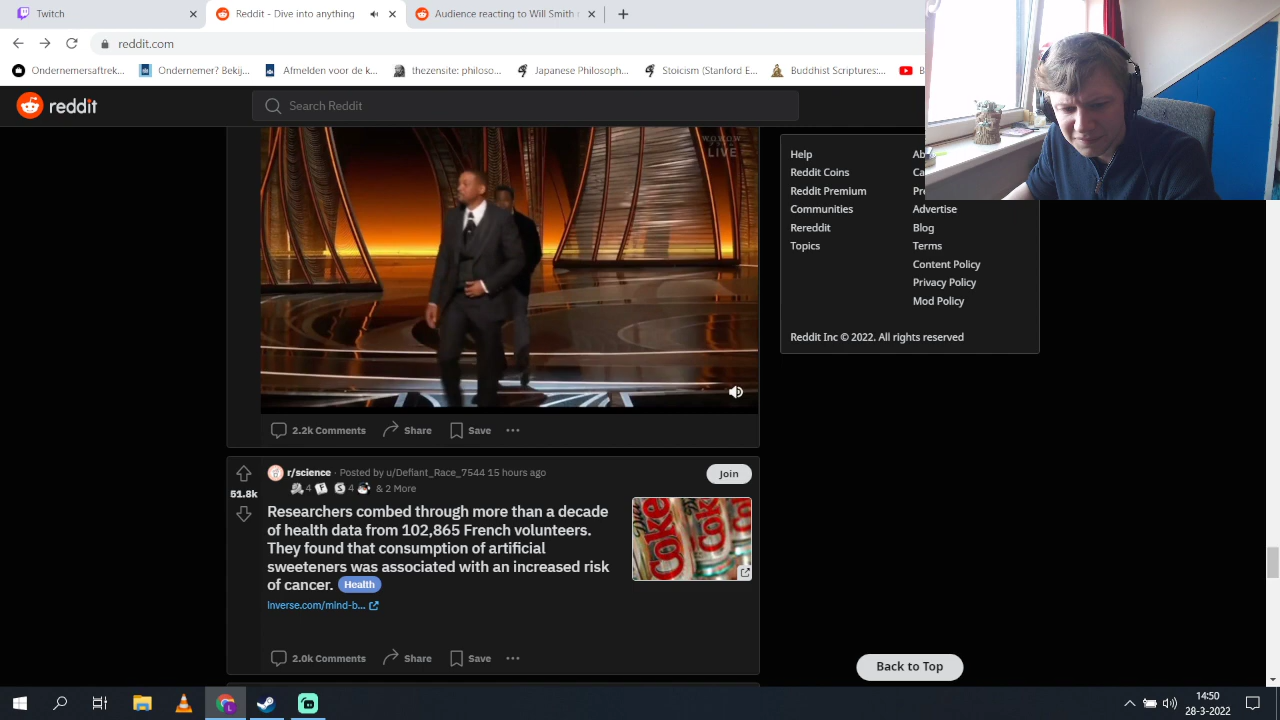 Twitch
Reddit - Dive into anything
Audience reacting to Will Smith
reddit.com
Ondernemersaftrek...
Ondernemer? Bekij...
Afmelden voor de k...
thezensite: philoso...
Japanese Philosoph...
Stoicism (Stanford E...
Buddhist Scriptures:...
reddit
Search Reddit
WOWOW
LIVE
Help
Reddit Coins
Reddit Premium
Communities
Rereddit
Topics
Advertise
Blog
Terms
Content Policy
Privacy Policy
Mod Policy
Reddit Inc © 2022. All rights reserved
2.2k Comments
Share
Save
r/science · Posted by u/Defiant_Race_7544 15 hours ago
Join
4
4
& 2 More
51.8k
Researchers combed through more than a decade
of health data from 102,865 French volunteers.
They found that consumption of artificial
sweeteners was associated with an increased risk
of cancer. Health
inverse.com/mind-b...
Diet Coke
2.0k Comments
Share
Save
Back to Top
14:50
28-3-2022